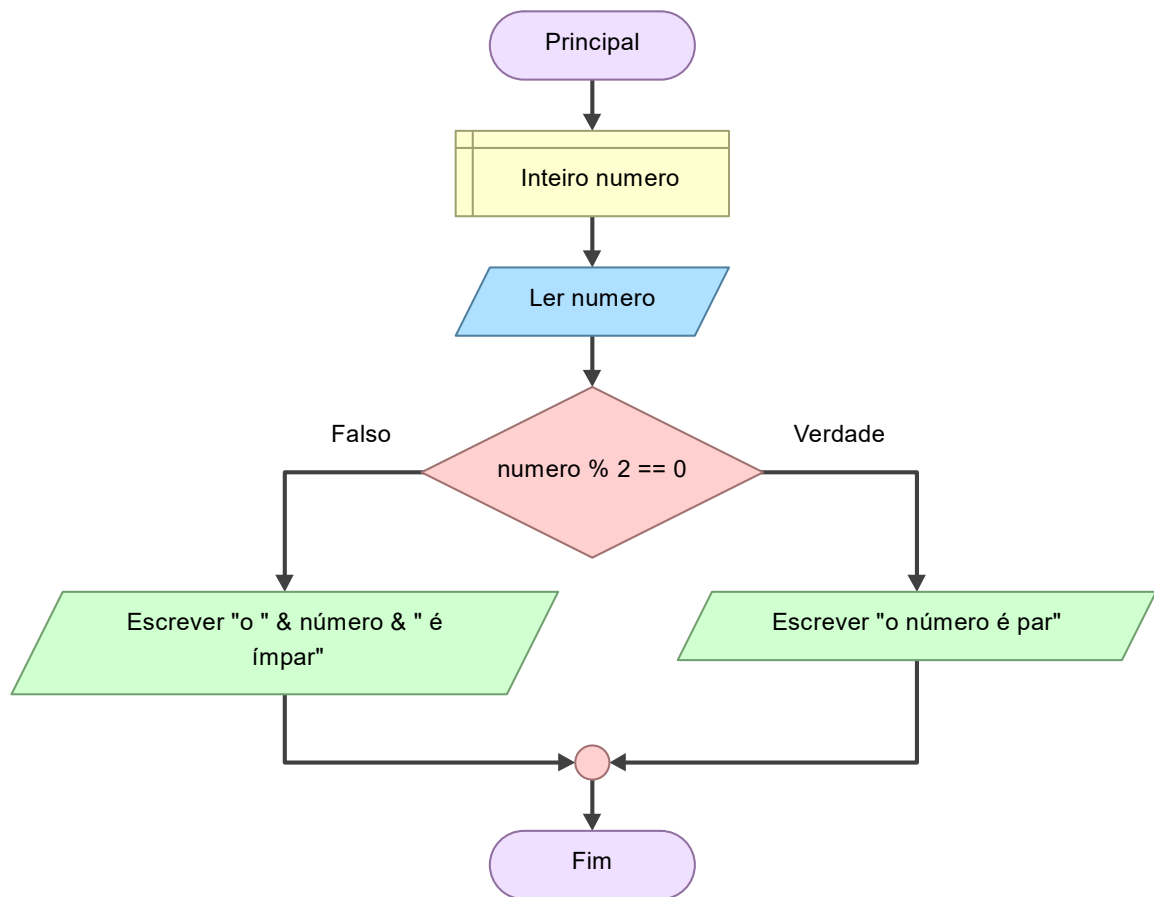 Principal
Inteiro numero
Ler numero
Falso
Verdade
numero % 2 == 0
Escrever "o " & número & " é
ímpar"
Escrever "o número é par"
Fim